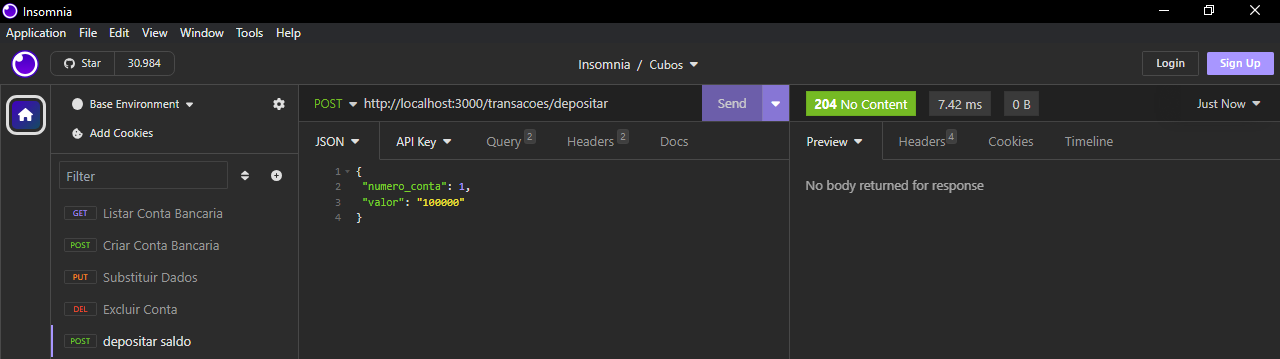 Insomnia
Application File Edit View Window Tools Help
Star 30.984
Insomnia / Cubos
Login Sign Up
Base Environment
Add Cookies
Filter
GET Listar Conta Bancaria
POST Criar Conta Bancaria
PUT Substituir Dados
DEL Excluir Conta
POST depositar saldo
POST http://localhost:3000/transacoes/depositar Send
JSON API Key Query 2 Headers 2 Docs
1 {
2 "numero_conta": 1,
3 "valor": "100000"
4 }
204 No Content 7.42 ms 0 B Just Now
Preview Headers 4 Cookies Timeline
No body returned for response